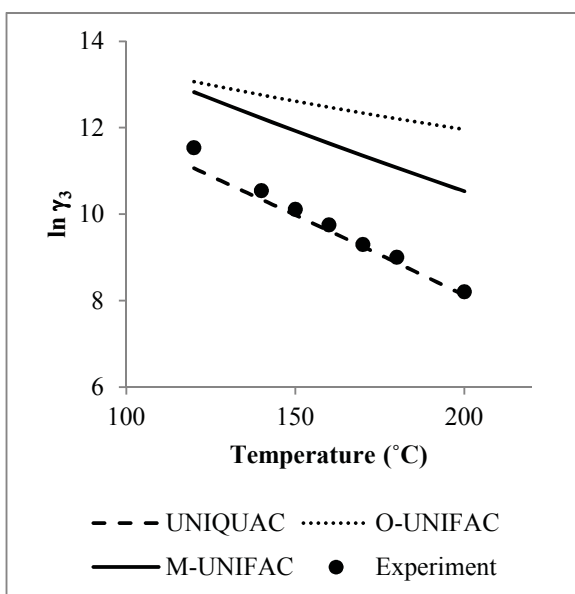 14
12
10
8
6
ln γ3
100
150
200
Temperature (˚C)
UNIQUAC
O-UNIFAC
M-UNIFAC
Experiment